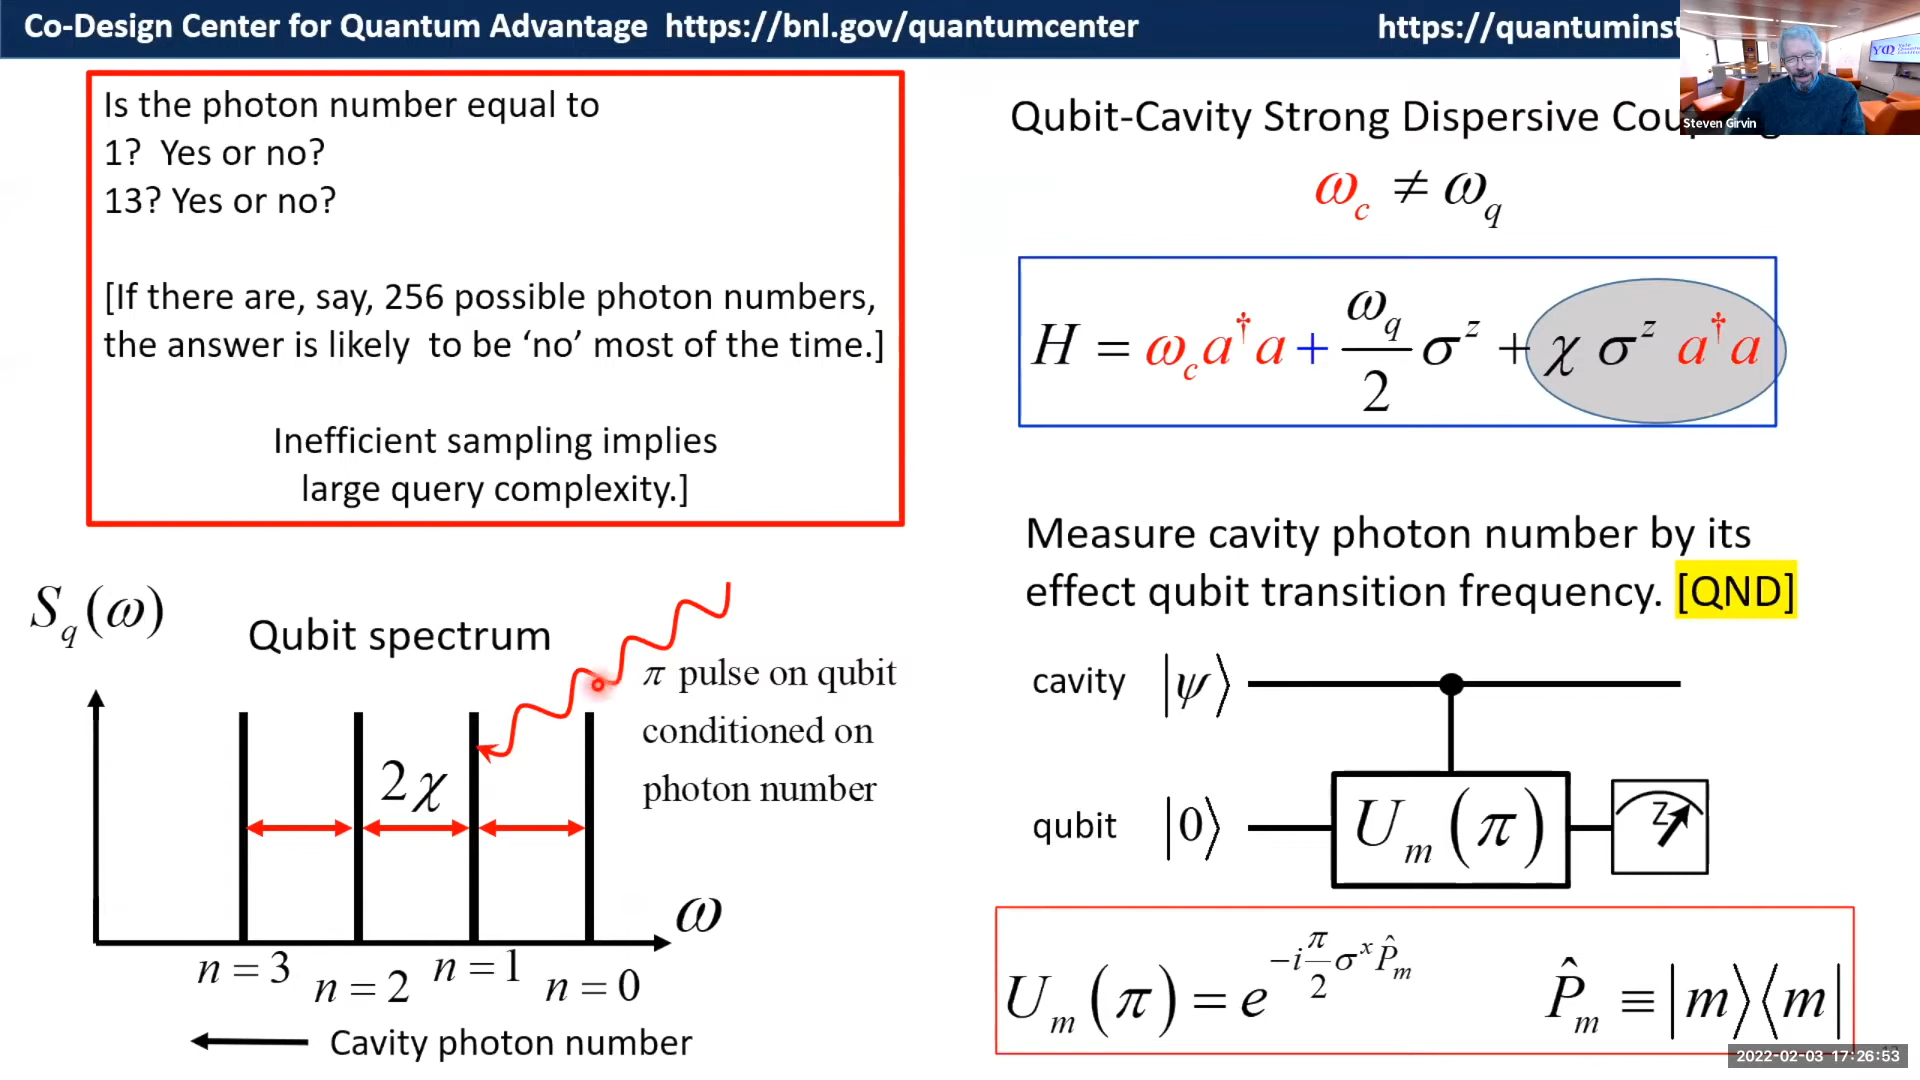 Co-Design Center for Quantum Advantage https://bnl.gov/quantumcenter
https://quantuminst
Steven Girvin
Is the photon number equal to
1? Yes or no?
13? Yes or no?
[If there are, say, 256 possible photon numbers,
the answer is likely to be ‘no’ most of the time.]
Inefficient sampling implies
large query complexity.]
Qubit-Cavity Strong Dispersive
ω_c ≠ ω_q
H = ω_c a†a + ω_q/2 σ^z + χ σ^z a†a
Measure cavity photon number by its
effect qubit transition frequency. [QND]
S_q(ω)
Qubit spectrum
π pulse on qubit
conditioned on
photon number
2χ
ω
n = 3 n = 2 n = 1 n = 0
Cavity photon number
cavity |ψ⟩
qubit |0⟩ U_m(π) Z
U_m(π) = e^{-i π/2 σ^x P̂_m} P̂_m ≡ |m⟩⟨m|
2022-02-03 17:26:53